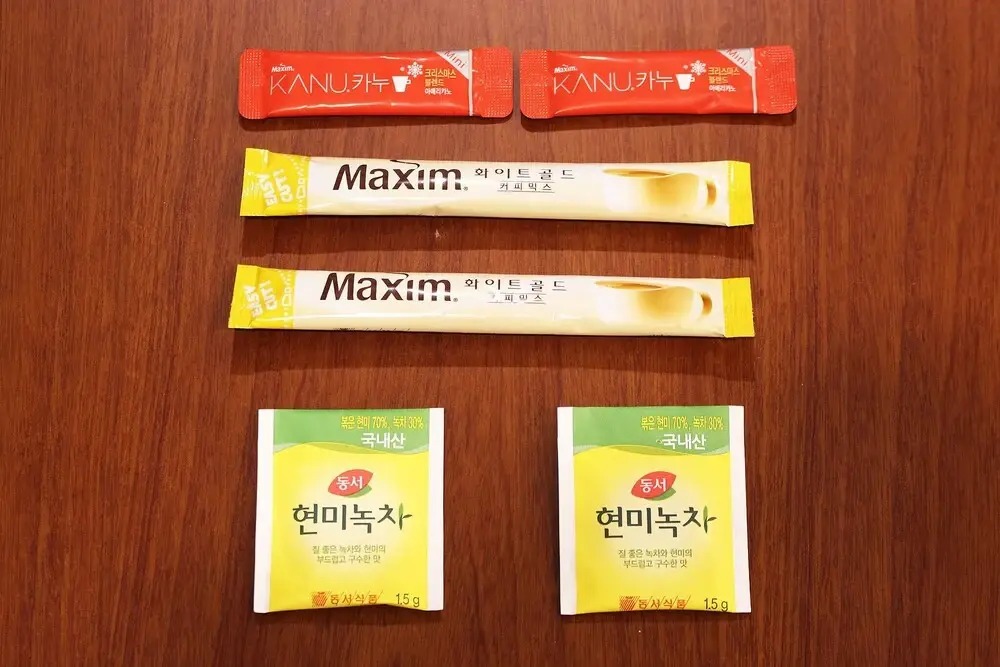 Maxim.
KANU.카누
크리스마스
블렌드
아메리카노
Mini
Maxim.
KANU.카누
크리스마스
블렌드
아메리카노
Mini
EASY
CUT
Maxim.
화이트골드
커피믹스
EASY
CUT
Maxim.
화이트골드
피믹스
볶은 현미 70%, 녹차 30%
국내산
동서
현미녹차
질 좋은 녹차와 현미의
부드럽고 구수한 맛
동서식품
1.5 g
볶은 현미 70%, 녹차 30%
국내산
동서
현미녹차
질 좋은 녹차와 현미의
부드럽고 구수한 맛
동서식품
1.5 g